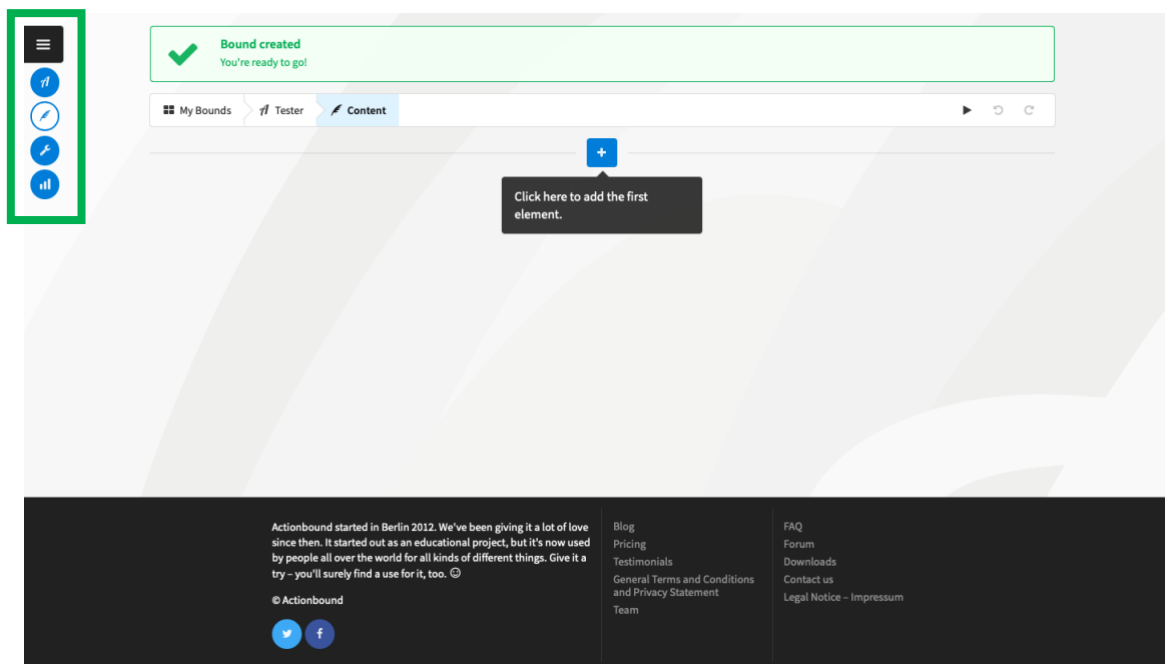 Bound created
You're ready to go!
My Bounds
Tester
Content
Click here to add the first
element.
Actionbound started in Berlin 2012. We've been giving it a lot of love
since then. It started out as an educational project, but it's now used
by people all over the world for all kinds of different things. Give it a
try – you'll surely find a use for it, too. ☺
© Actionbound
Blog
Pricing
Testimonials
General Terms and Conditions
and Privacy Statement
Team
FAQ
Forum
Downloads
Contact us
Legal Notice – Impressum